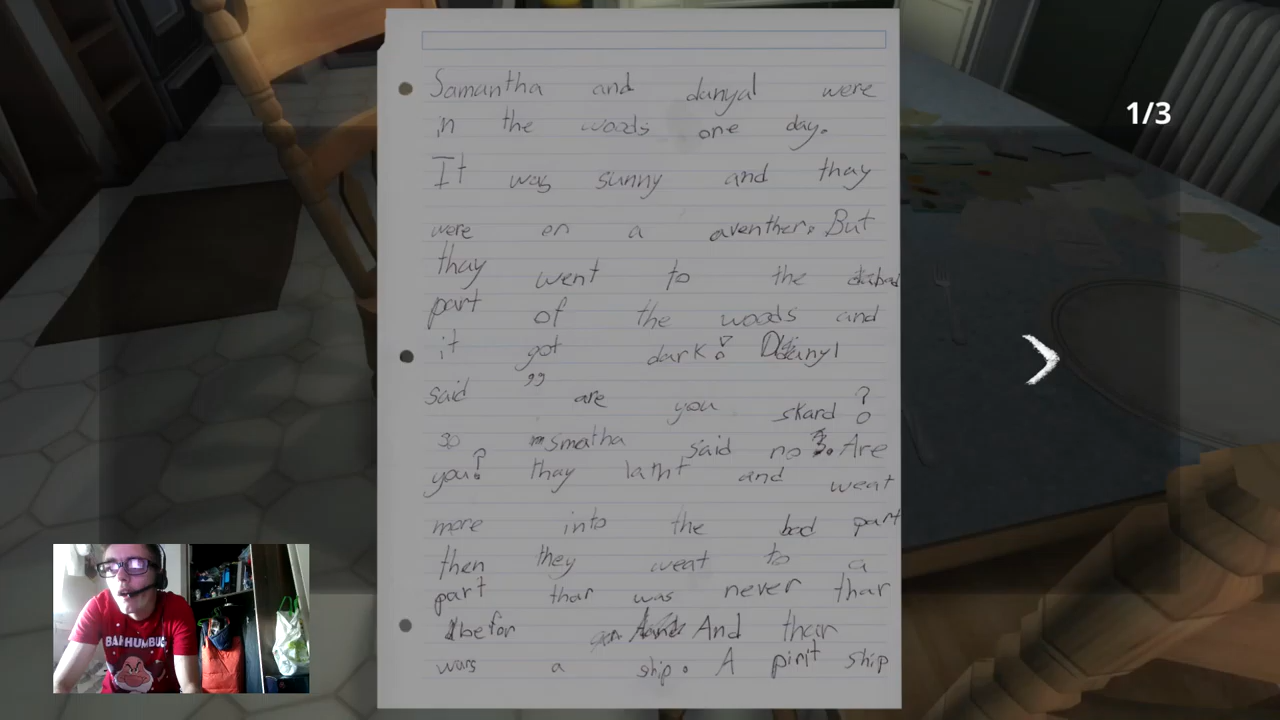 Samantha and danyal were
in the woods one day.
It was sunny and thay
were on a aventher. But
thay went to the bad
part of the woods and
it got dark! Danyl
said ,, are you skard ?
so smatha said no. Are
you? thay laht and weat
more into the bad part
then they weat to a
part thar was never thar
befor And thar
wars a ship. A pirit ship
1/3
BAH HUMBUG